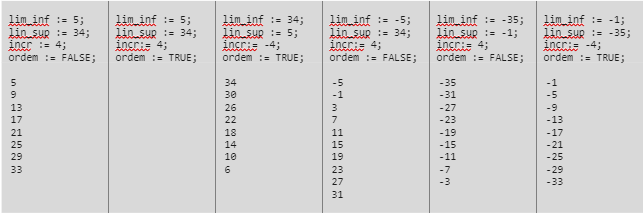 lim_inf := 5;
lin_sup := 34;
incr := 4;
ordem := FALSE;
5
9
13
17
21
25
29
33
lim_inf := 5;
lin_sup := 34;
incr:= 4;
ordem := TRUE;
lim_inf := 34;
lin_sup := 5;
incr:= -4;
ordem := TRUE;
34
30
26
22
18
14
10
6
lim_inf := -5;
lin_sup := 34;
incr:= 4;
ordem := FALSE;
-5
-1
3
7
11
15
19
23
27
31
lim_inf := -35;
lin_sup := -1;
incr:= 4;
ordem := FALSE;
-35
-31
-27
-23
-19
-15
-11
-7
-3
lim_inf := -1;
lin_sup := -35;
incr:= -4;
ordem := TRUE;
-1
-5
-9
-13
-17
-21
-25
-29
-33